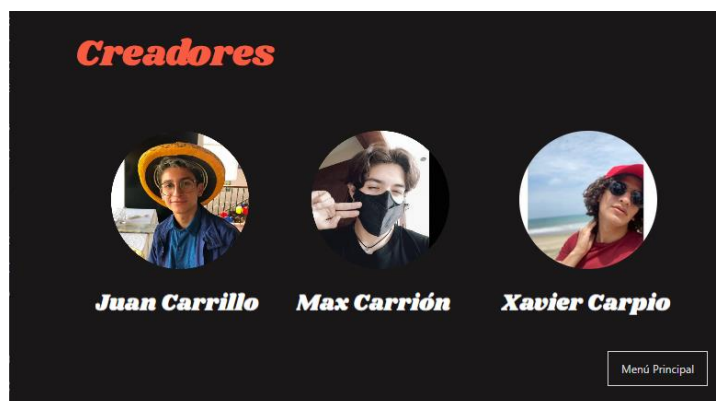 Creadores
Juan Carrillo
Max Carrión
Xavier Carpio
Menú Principal